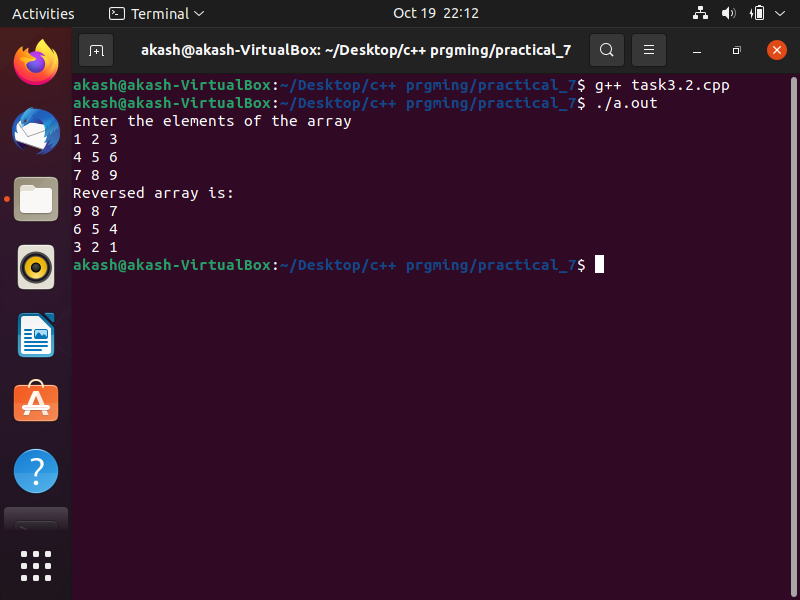 Activities Terminal Oct 19 22:12
akash@akash-VirtualBox: ~/Desktop/c++ prgming/practical_7
akash@akash-VirtualBox:~/Desktop/c++ prgming/practical_7$ g++ task3.2.cpp
akash@akash-VirtualBox:~/Desktop/c++ prgming/practical_7$ ./a.out
Enter the elements of the array
1 2 3
4 5 6
7 8 9
Reversed array is:
9 8 7
6 5 4
3 2 1
akash@akash-VirtualBox:~/Desktop/c++ prgming/practical_7$